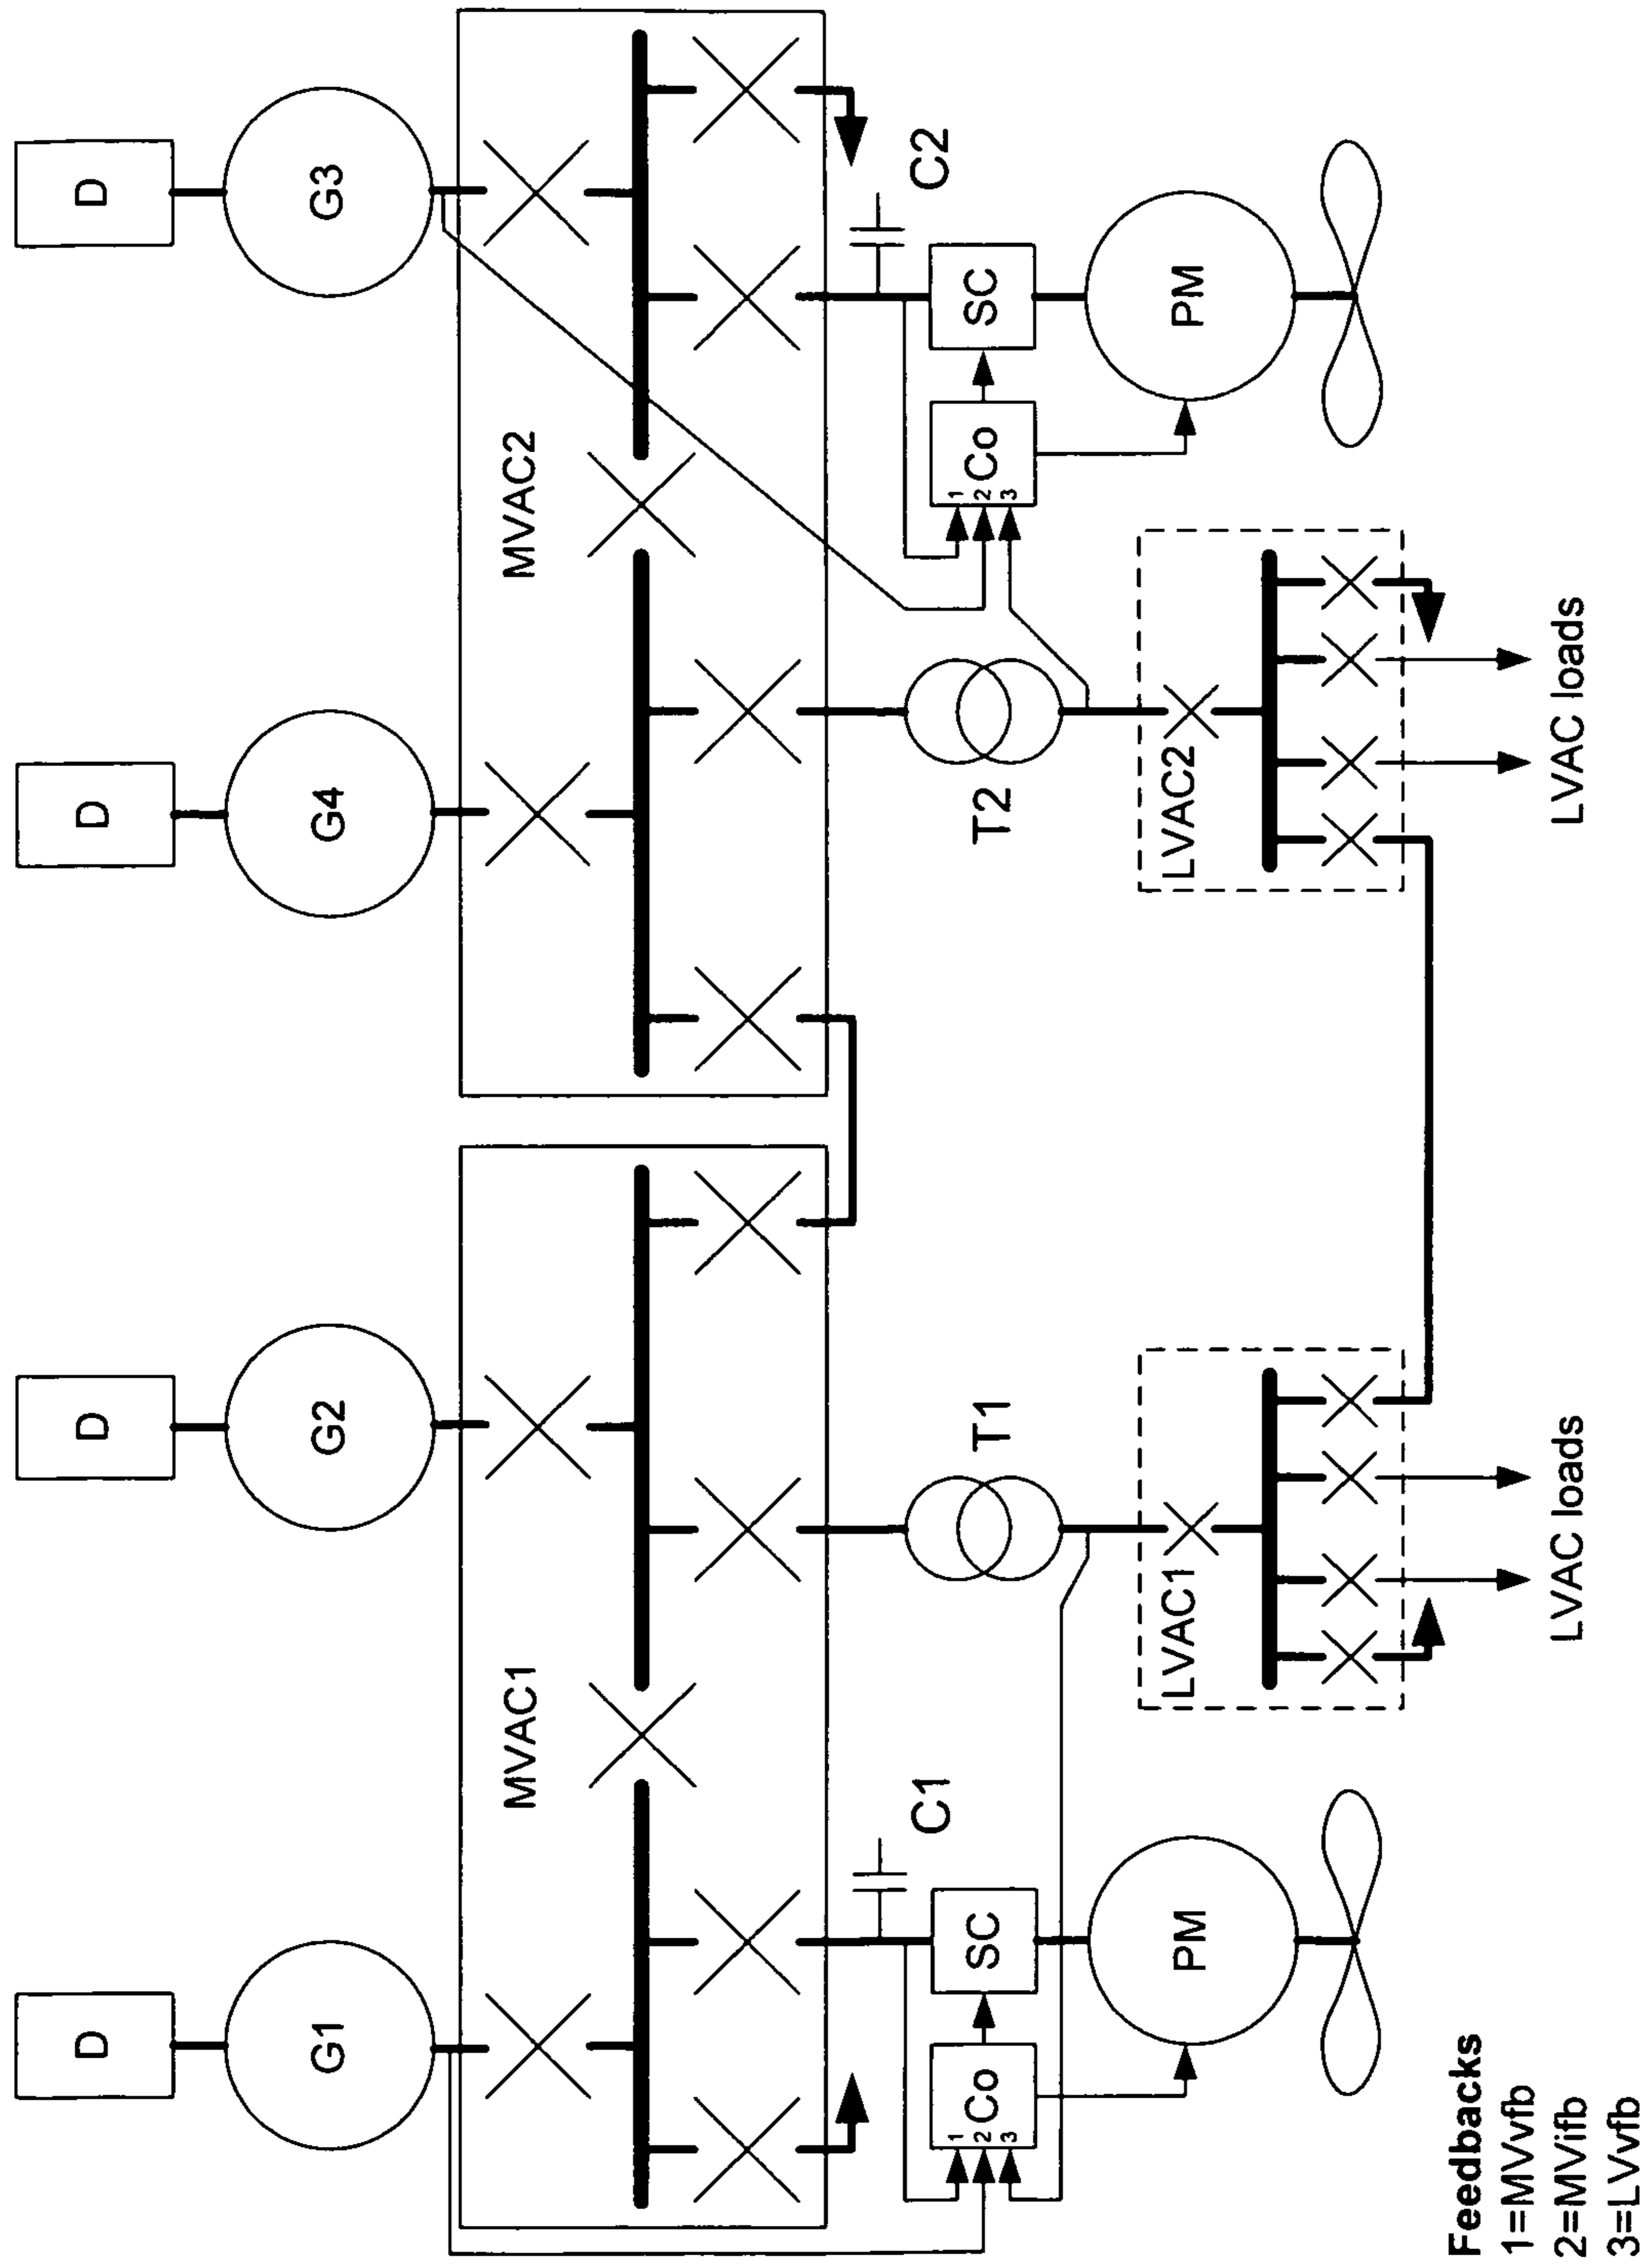 D
D
D
D
G1
G2
G4
G3
MVAC1
MVAC2
C1
C2
Co
1
2
3
SC
T1
T2
Co
1
2
3
SC
PM
LVAC1
LVAC2
PM
LVAC loads
LVAC loads
Feedbacks
1=MVvfb
2=MVifb
3=LVvfb